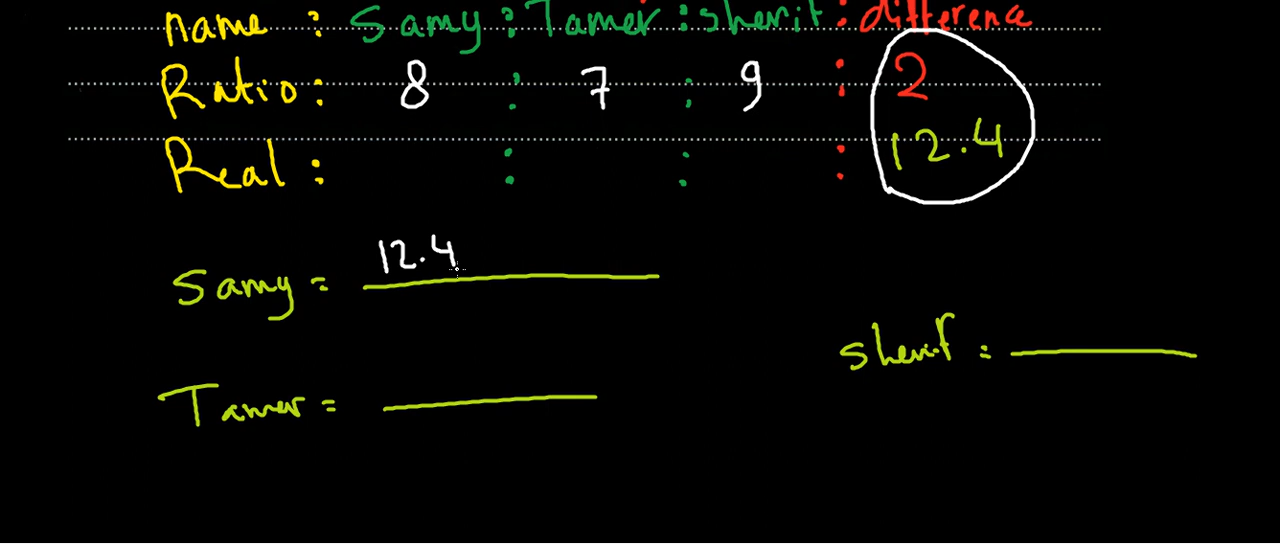 name : Samy : Tamer : sherif : difference
Ratio : 8 : 7 : 9 : 2
Real : : : : 12.4
Samy = 12.4
sherif =
Tamer =